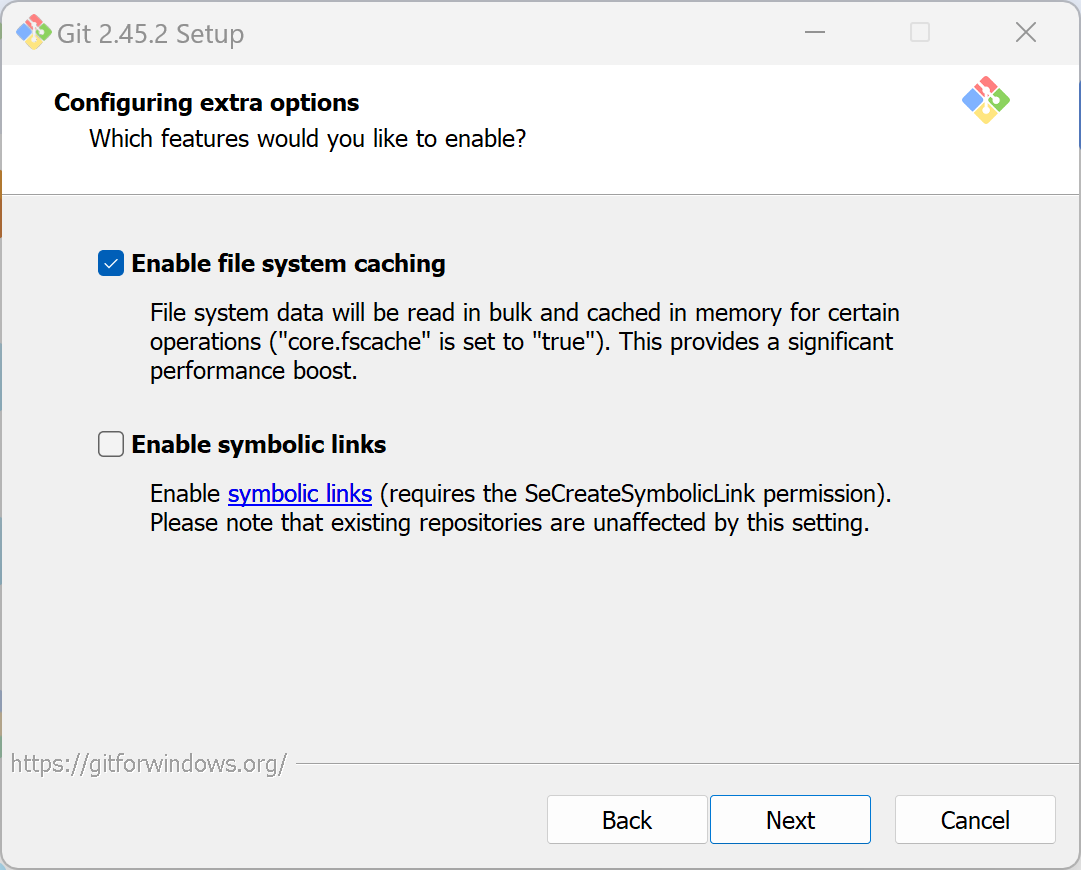 Git 2.45.2 Setup
Configuring extra options
Which features would you like to enable?
Enable file system caching
File system data will be read in bulk and cached in memory for certain
operations ("core.fscache" is set to "true"). This provides a significant
performance boost.
Enable symbolic links
Enable symbolic links (requires the SeCreateSymbolicLink permission).
Please note that existing repositories are unaffected by this setting.
https://gitforwindows.org/
Back Next Cancel